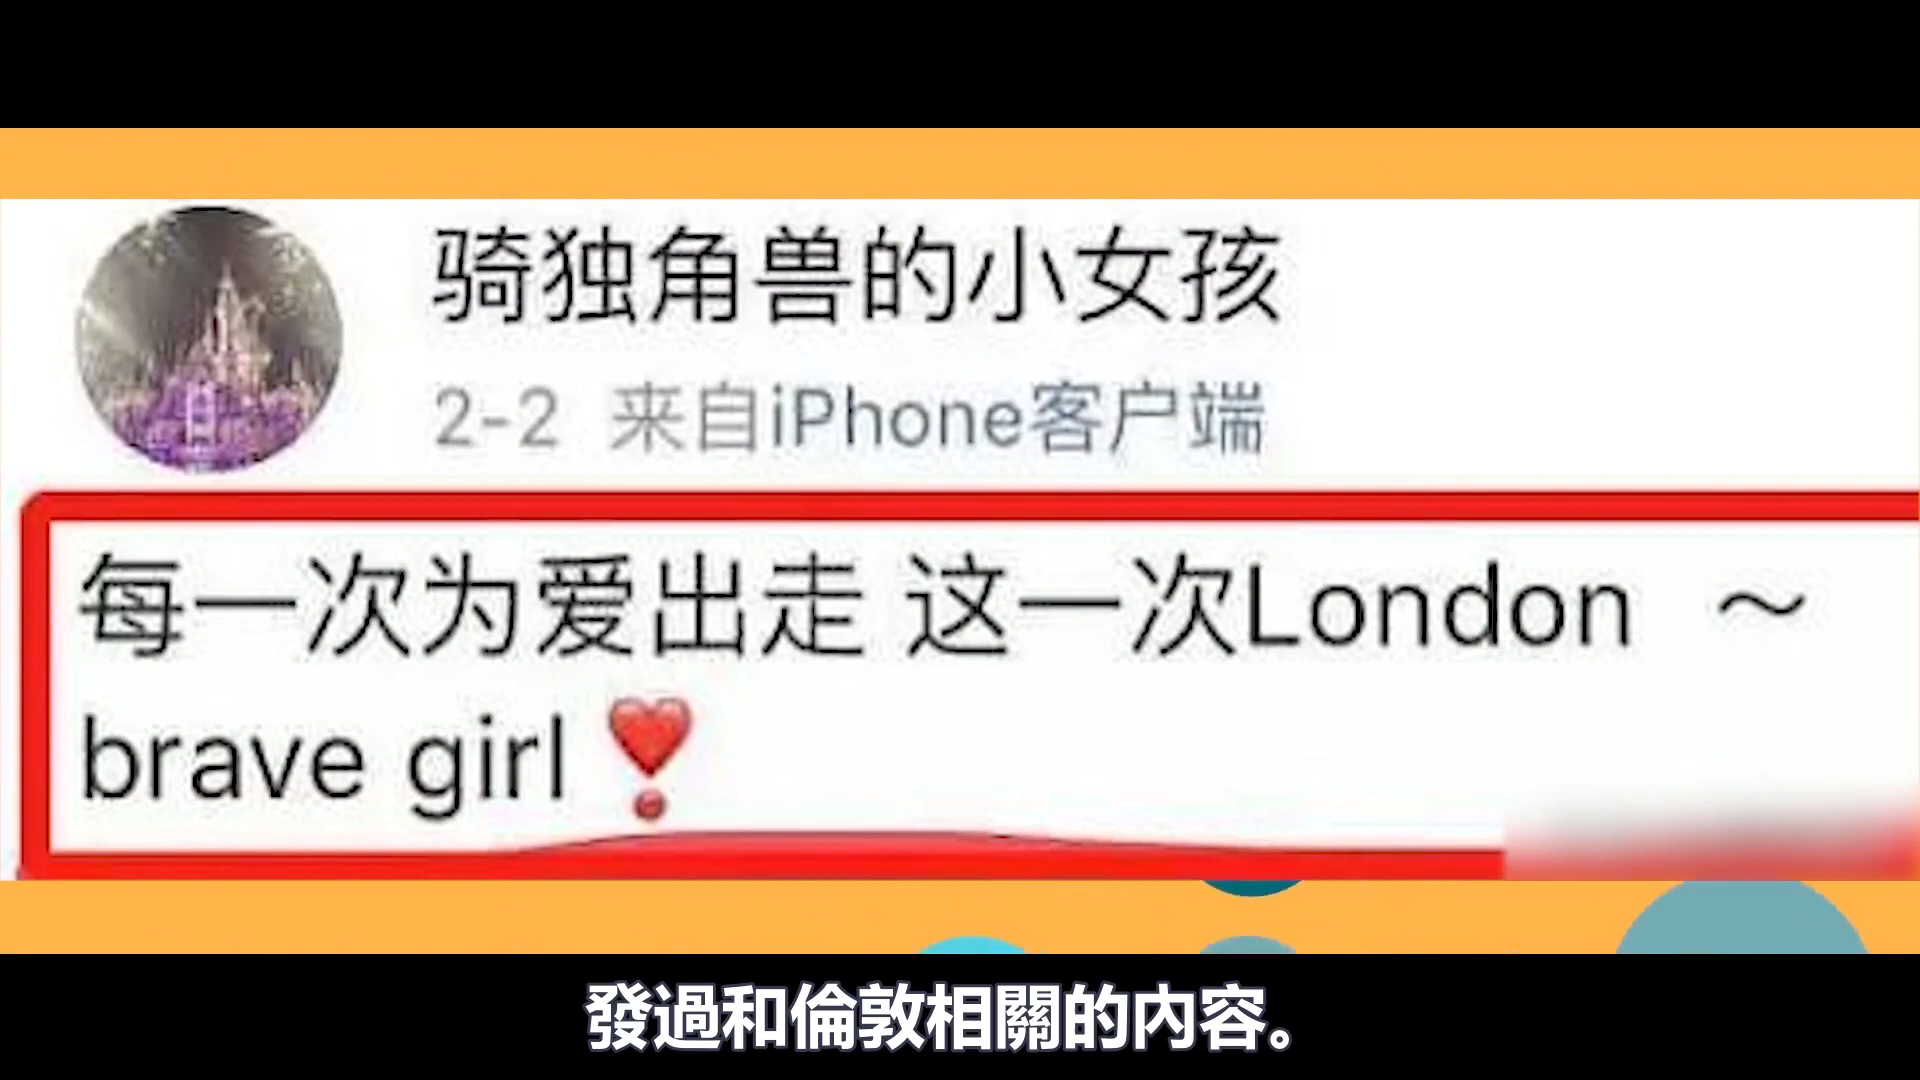 骑独角兽的小女孩
2-2 来自iPhone客户端
每一次为爱出走 这一次London ～
brave girl❣️
發過和倫敦相關的內容。